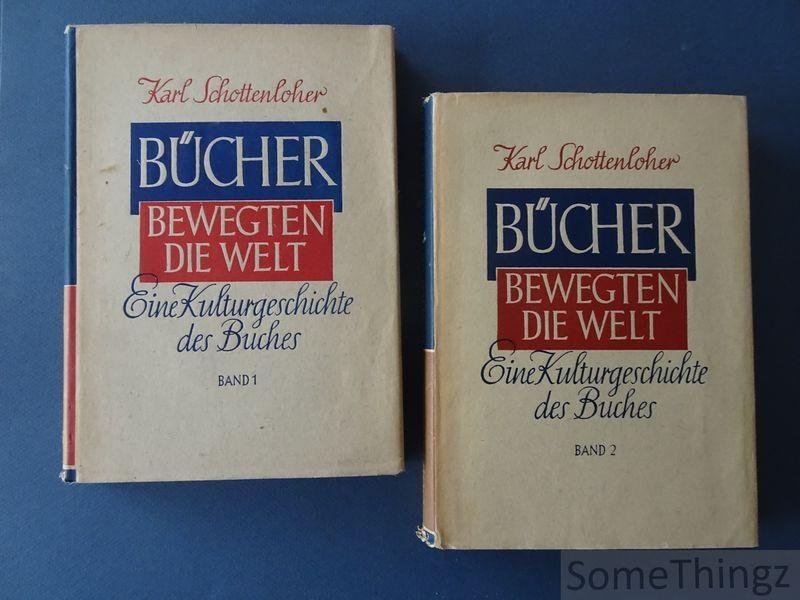 Karl Schottenloher
BÜCHER
BEWEGTEN
DIE WELT
Eine Kulturgeschichte
des Buches
BAND 1
Karl Schottenloher
BÜCHER
BEWEGTEN
DIE WELT
Eine Kulturgeschichte
des Buches
BAND 2
SomeThingz